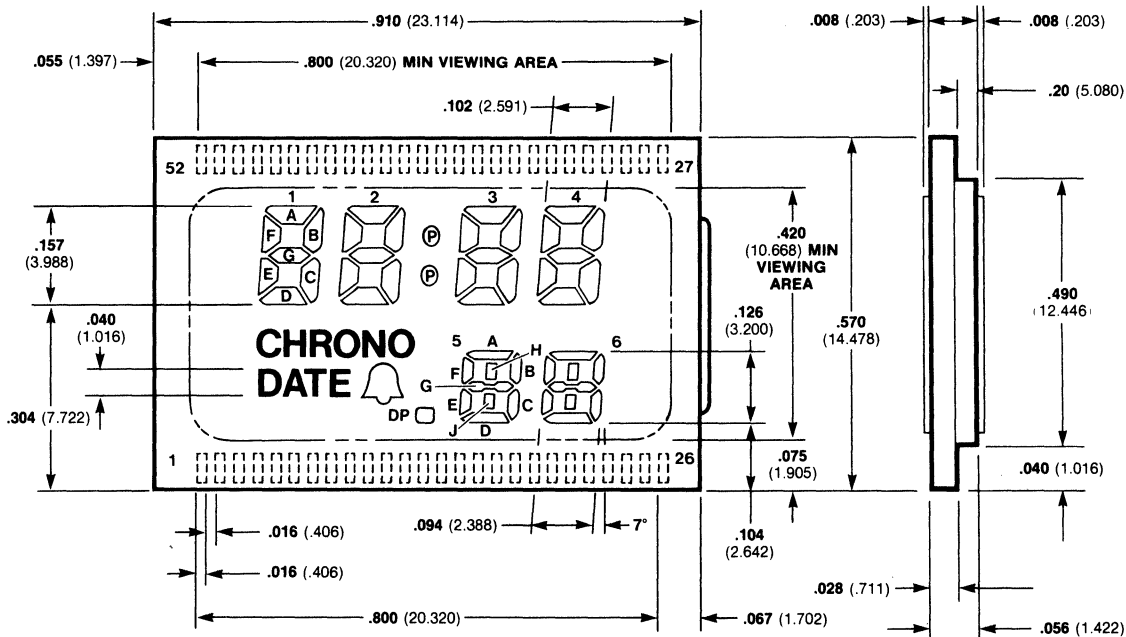 .910 (23.114)
.008 (.203)
.008 (.203)
.055 (1.397)
.800 (20.320) MIN VIEWING AREA
.20 (5.080)
.102 (2.591)
52
27
1
2
3
4
A
F
B
G
E
C
D
P
P
.157
(3.988)
.420
(10.668) MIN
VIEWING
AREA
.040
(1.016)
.126
(3.200)
.570
(14.478)
.490
(12.446)
CHRONO
DATE
5
A
H
6
F
B
G
E
C
DP
J
D
.304 (7.722)
1
26
.075
(1.905)
.040 (1.016)
.016 (.406)
.094 (2.388)
7°
.104
(2.642)
.016 (.406)
.028 (.711)
.800 (20.320)
.067 (1.702)
.056 (1.422)